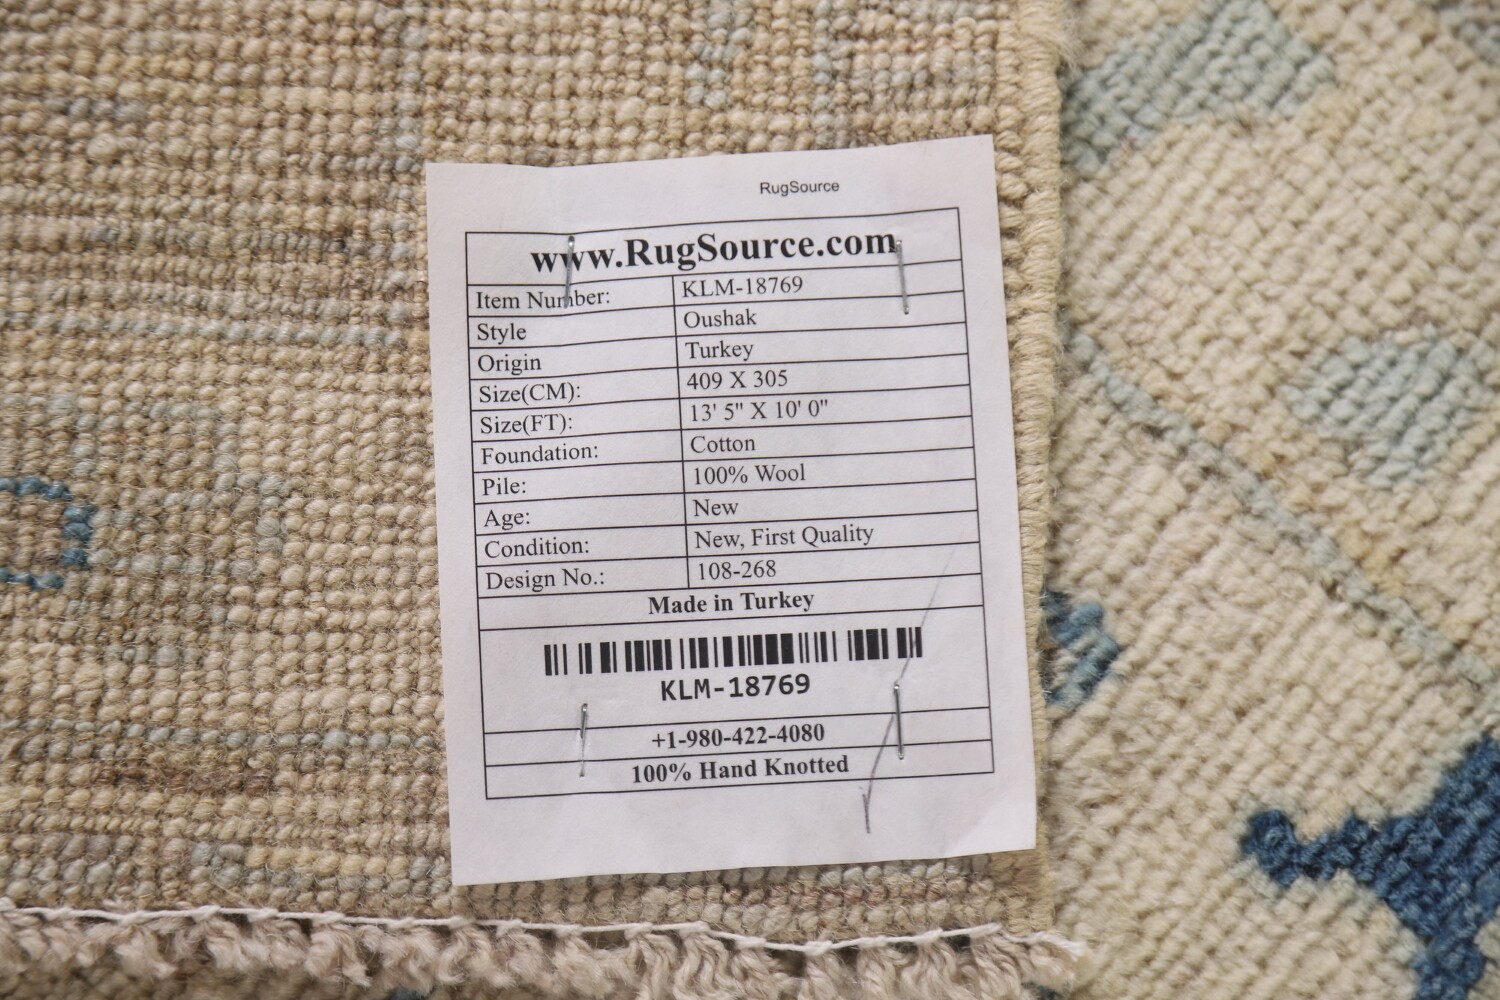 RugSource
www.RugSource.com
Item Number: KLM-18769
Style Oushak
Origin Turkey
Size(CM): 409 X 305
Size(FT): 13' 5" X 10' 0"
Foundation: Cotton
Pile: 100% Wool
Age: New
Condition: New, First Quality
Design No.: 108-268
Made in Turkey
KLM-18769
+1-980-422-4080
100% Hand Knotted